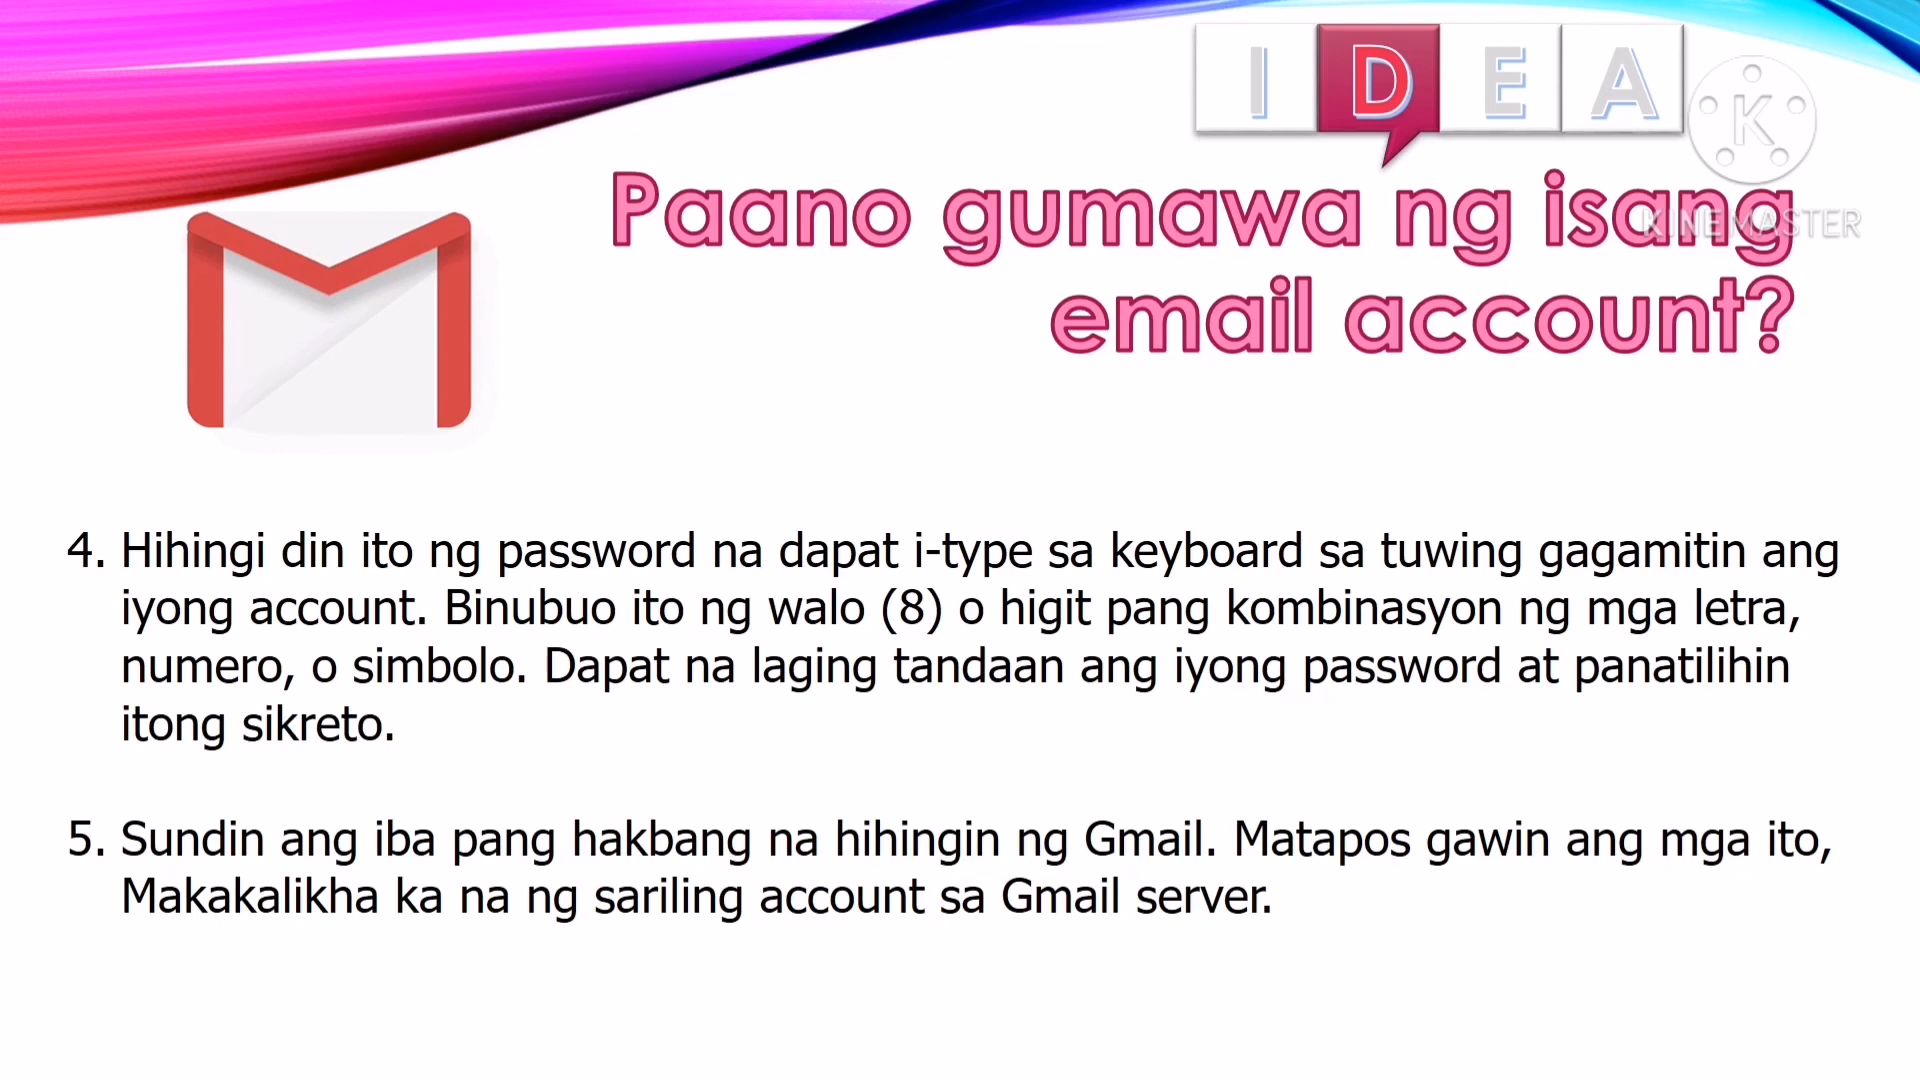 IDEA
K
KINEMASTER
Paano gumawa ng isang
email account?
4. Hihingi din ito ng password na dapat i-type sa keyboard sa tuwing gagamitin ang
iyong account. Binubuo ito ng walo (8) o higit pang kombinasyon ng mga letra,
numero, o simbolo. Dapat na laging tandaan ang iyong password at panatilihin
itong sikreto.
5. Sundin ang iba pang hakbang na hihingin ng Gmail. Matapos gawin ang mga ito,
Makakalikha ka na ng sariling account sa Gmail server.